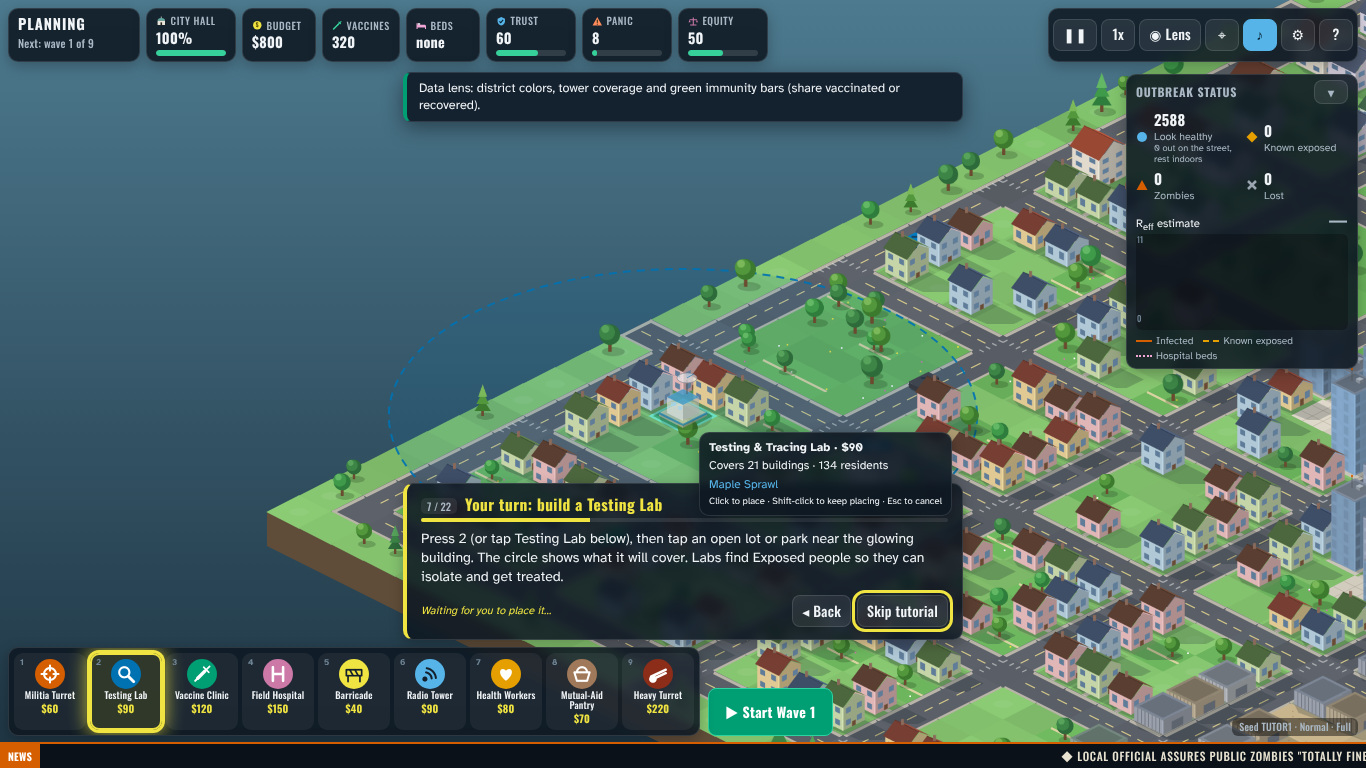 PLANNING
Next: wave 1 of 9
CITY HALL
100%
BUDGET
$800
VACCINES
320
BEDS
none
TRUST
60
PANIC
8
EQUITY
50
1x
Lens
?
Data lens: district colors, tower coverage and green immunity bars (share vaccinated or
recovered).
OUTBREAK STATUS
2588
Look healthy
0 out on the street,
rest indoors
0
Known exposed
0
Zombies
0
Lost
Reff estimate
11
0
Infected
Known exposed
Hospital beds
Testing & Tracing Lab · $90
Covers 21 buildings · 134 residents
Maple Sprawl
Click to place · Shift-click to keep placing · Esc to cancel
7 / 22
Your turn: build a Testing Lab
Press 2 (or tap Testing Lab below), then tap an open lot or park near the glowing
building. The circle shows what it will cover. Labs find Exposed people so they can
isolate and get treated.
Waiting for you to place it...
◂ Back
Skip tutorial
1
Militia Turret
$60
2
Testing Lab
$90
3
Vaccine Clinic
$120
4
Field Hospital
$150
5
Barricade
$40
6
Radio Tower
$90
7
Health Workers
$80
8
Mutual-Aid
Pantry
$70
9
Heavy Turret
$220
▶ Start Wave 1
Seed TUTOR1 · Normal · Full
NEWS
◆ LOCAL OFFICIAL ASSURES PUBLIC ZOMBIES "TOTALLY FINE